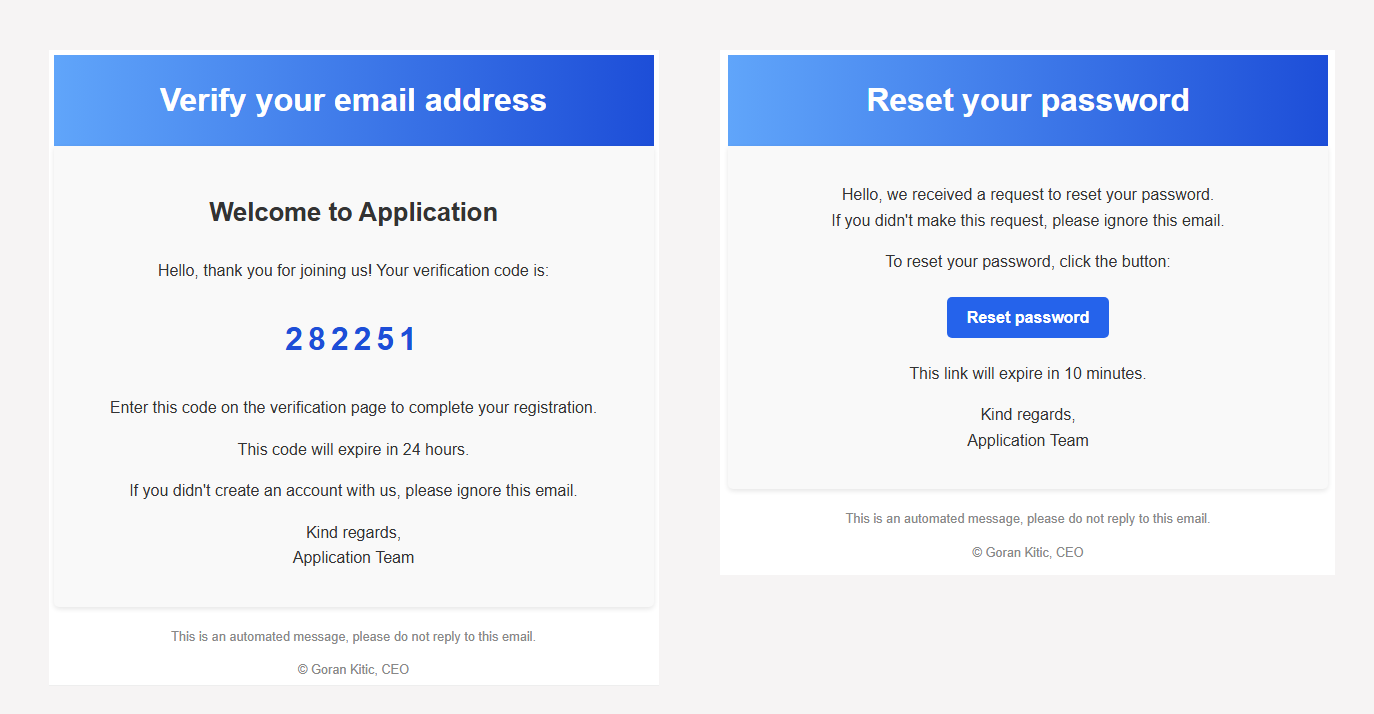 Verify your email address
Welcome to Application
Hello, thank you for joining us! Your verification code is:
282251
Enter this code on the verification page to complete your registration.
This code will expire in 24 hours.
If you didn't create an account with us, please ignore this email.
Kind regards,
Application Team
This is an automated message, please do not reply to this email.
© Goran Kitic, CEO
Reset your password
Hello, we received a request to reset your password.
If you didn't make this request, please ignore this email.
To reset your password, click the button:
Reset password
This link will expire in 10 minutes.
Kind regards,
Application Team
This is an automated message, please do not reply to this email.
© Goran Kitic, CEO